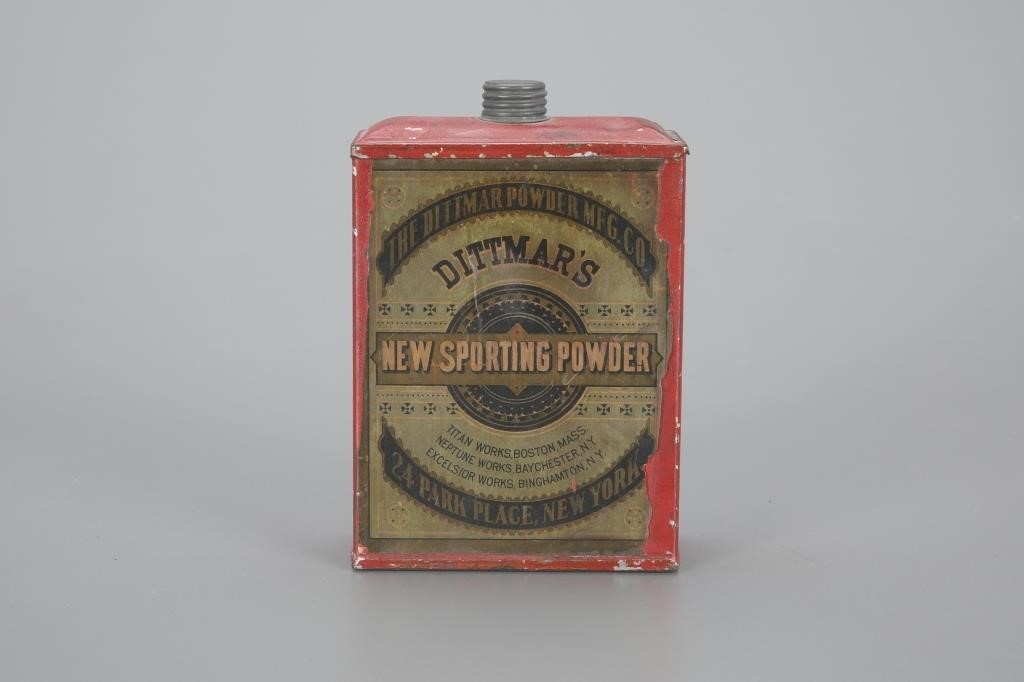 THE DITTMAR POWDER MFG. CO.
DITTMAR'S
NEW SPORTING POWDER
TITAN WORKS, BOSTON, MASS.
NEPTUNE WORKS, BAYCHESTER, N.Y.
EXCELSIOR WORKS, BINGHAMTON, N.Y.
24 PARK PLACE, NEW YORK